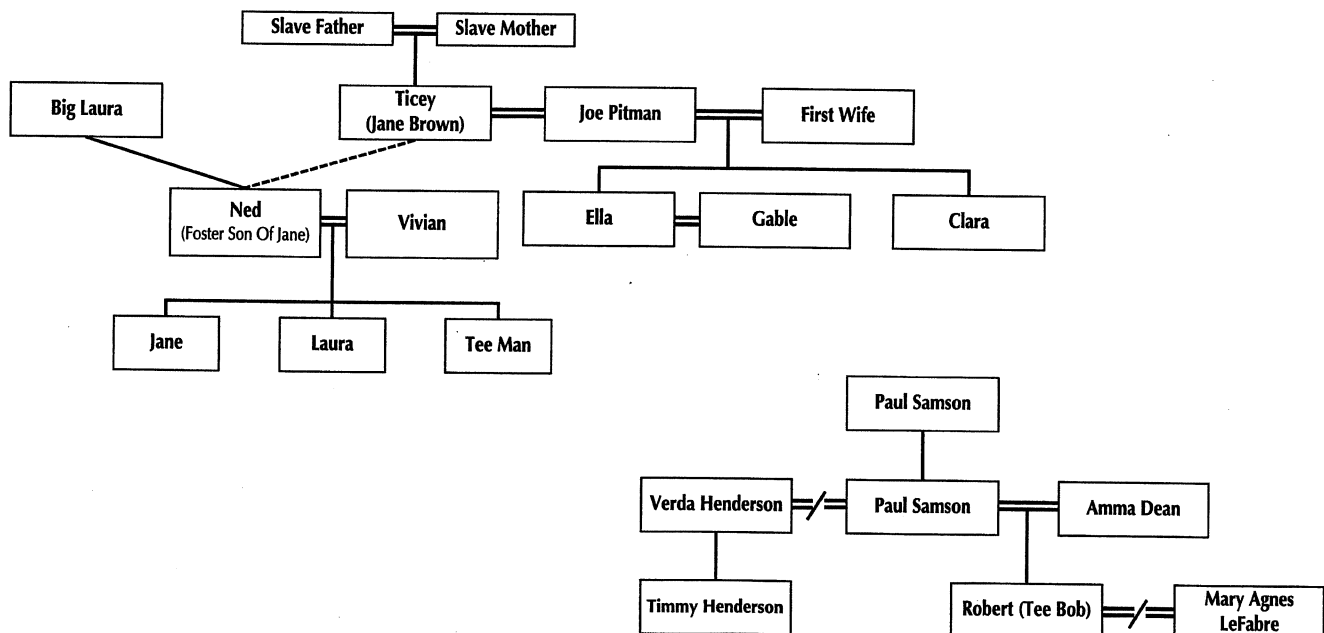 Slave Father
Slave Mother
Big Laura
Ticey
(Jane Brown)
Joe Pitman
First Wife
Ned
(Foster Son Of Jane)
Vivian
Ella
Gable
Clara
Jane
Laura
Tee Man
Paul Samson
Verda Henderson
Paul Samson
Amma Dean
Timmy Henderson
Robert (Tee Bob)
Mary Agnes
LeFabre